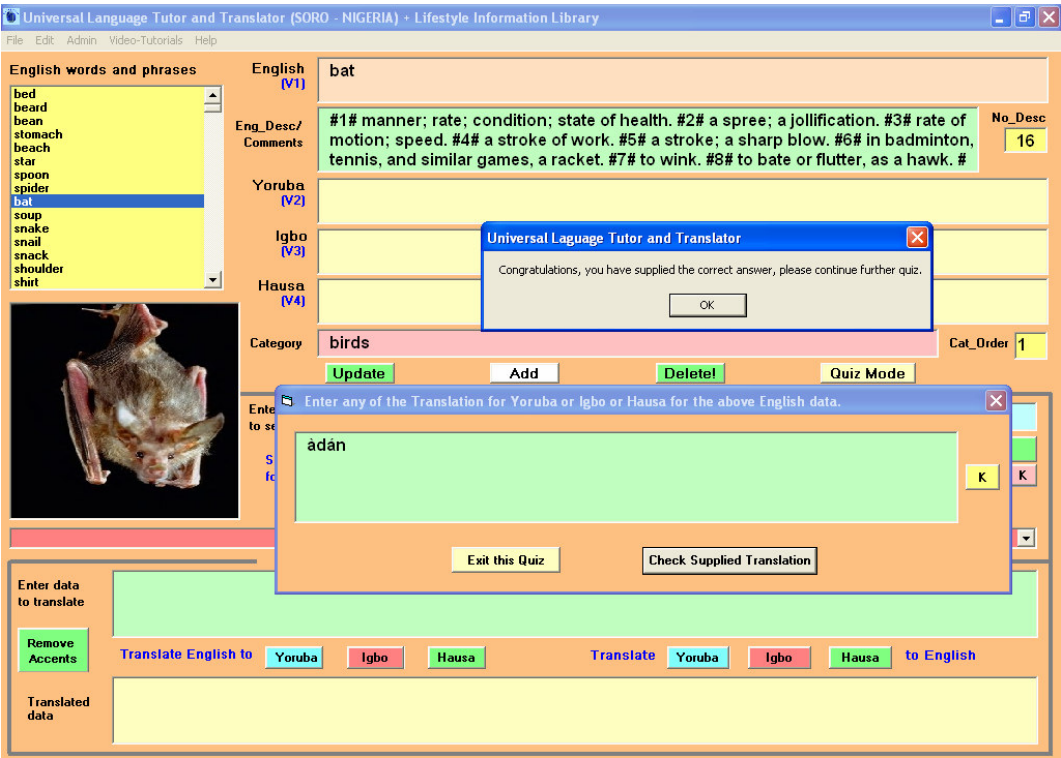 Universal Language Tutor and Translator (SORO - NIGERIA) + Lifestyle Information Library
File Edit Admin Video-Tutorials Help
English words and phrases
bed
beard
bean
stomach
beach
star
spoon
spider
bat
soup
snake
snail
snack
shoulder
shirt
English
(V1)
bat
Eng_Desc/
Comments
#1# manner; rate; condition; state of health. #2# a spree; a jollification. #3# rate of
motion; speed. #4# a stroke of work. #5# a stroke; a sharp blow. #6# in badminton,
tennis, and similar games, a racket. #7# to wink. #8# to bate or flutter, as a hawk. #
No_Desc
16
Yoruba
(V2)
Igbo
(V3)
Hausa
(V4)
Universal Laguage Tutor and Translator
Congratulations, you have supplied the correct answer, please continue further quiz.
OK
Category
birds
Cat_Order 1
Update Add Delete! Quiz Mode
Enter any of the Translation for Yoruba or Igbo or Hausa for the above English data.
àdán
K
K
Exit this Quiz Check Supplied Translation
Enter data
to translate
Remove
Accents
Translate English to Yoruba Igbo Hausa Translate Yoruba Igbo Hausa to English
Translated
data